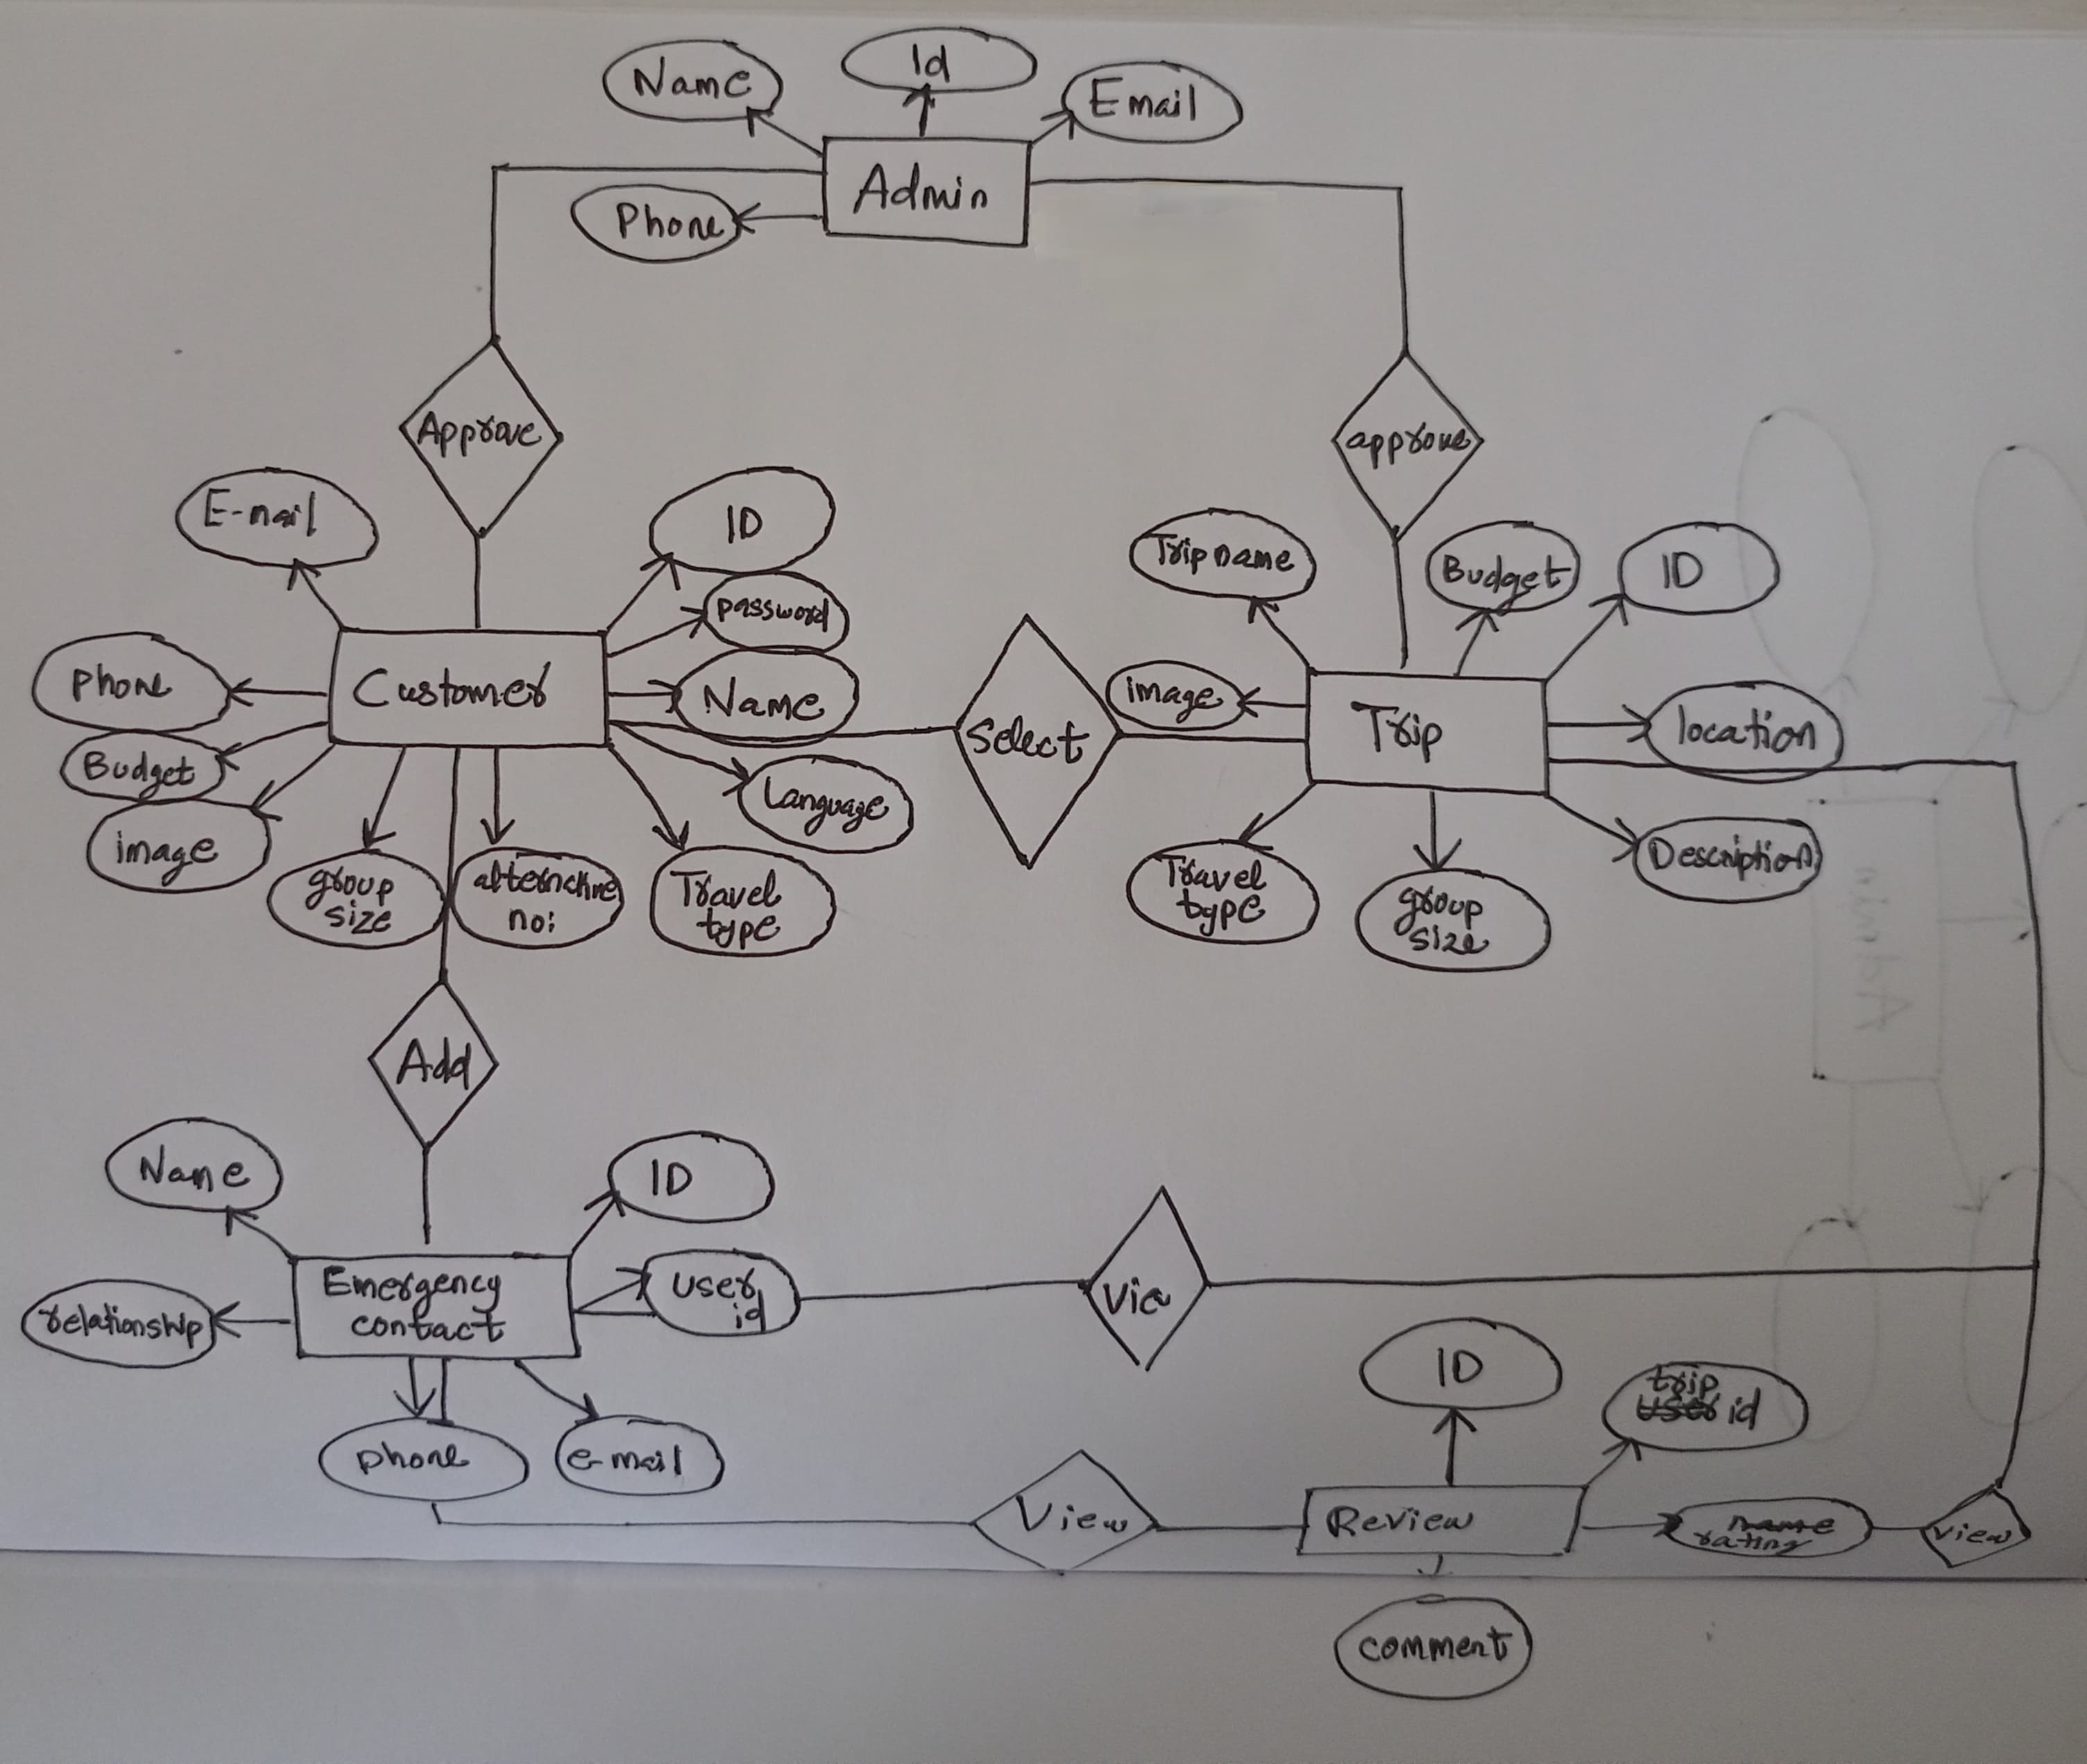 Name
Id
Email
Admin
Phone
Approve
approve
E-mail
ID
password
Phone
Customer
Name
Budget
image
Language
group
size
alternative
no:
Travel
type
Select
Trip name
Budget
ID
image
Trip
location
Travel
type
group
size
Description
Add
Name
ID
Emergency
contact
user
id
relationship
phone
e-mail
View
Review
ID
trip
user id
name
rating
view
comment